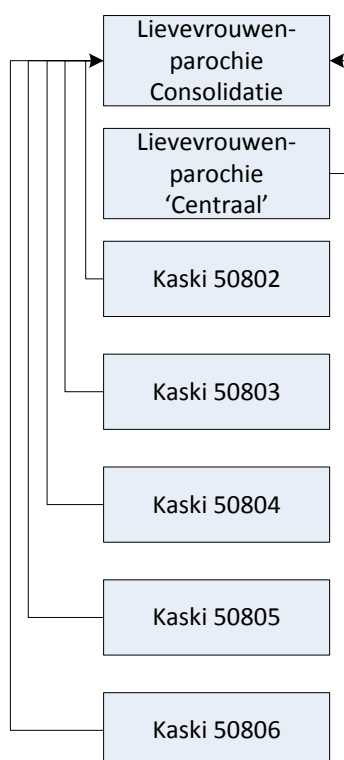 Lievevrouwen-
parochie
Consolidatie
Lievevrouwen-
parochie
‘Centraal’
Kaski 50802
Kaski 50803
Kaski 50804
Kaski 50805
Kaski 50806